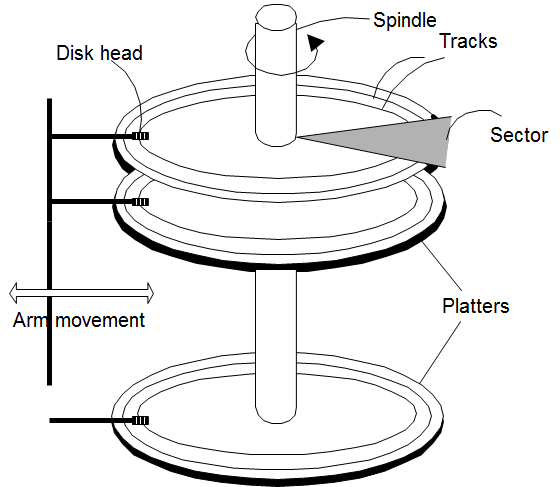 Spindle
Tracks
Disk head
Sector
Platters
Arm movement